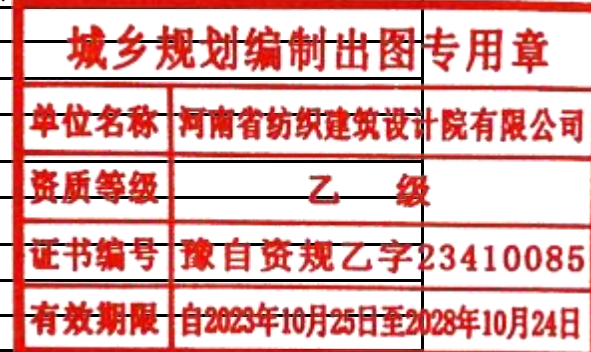 城乡规划编制出图专用章
单位名称 河南省纺织建筑设计院有限公司
资质等级 乙 级
证书编号 豫自资规乙字23410085
有效期限 自2023年10月25日至2028年10月24日